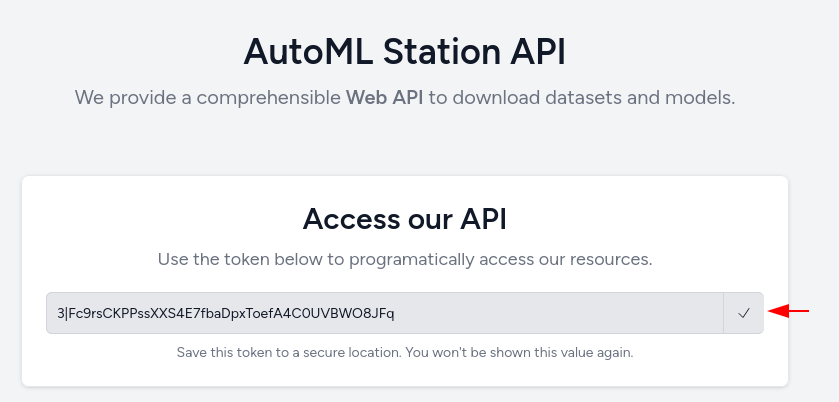 AutoML Station API
We provide a comprehensible Web API to download datasets and models.
Access our API
Use the token below to programatically access our resources.
3|Fc9rsCKPPssXXS4E7fbaDpxToefA4C0UVBWO8JFq
Save this token to a secure location. You won't be shown this value again.